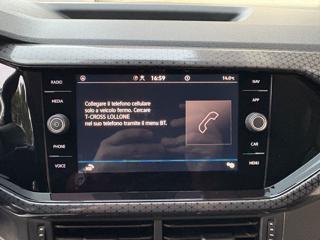 RADIO
MEDIA
PHONE
VOICE
16:59
14.0°C
Collegare il telefono cellulare
solo a veicolo fermo. Cercare
T-CROSS LOLLONE
nel suo telefono tramite il menu BT.
NAV
APP
CAR
MENU